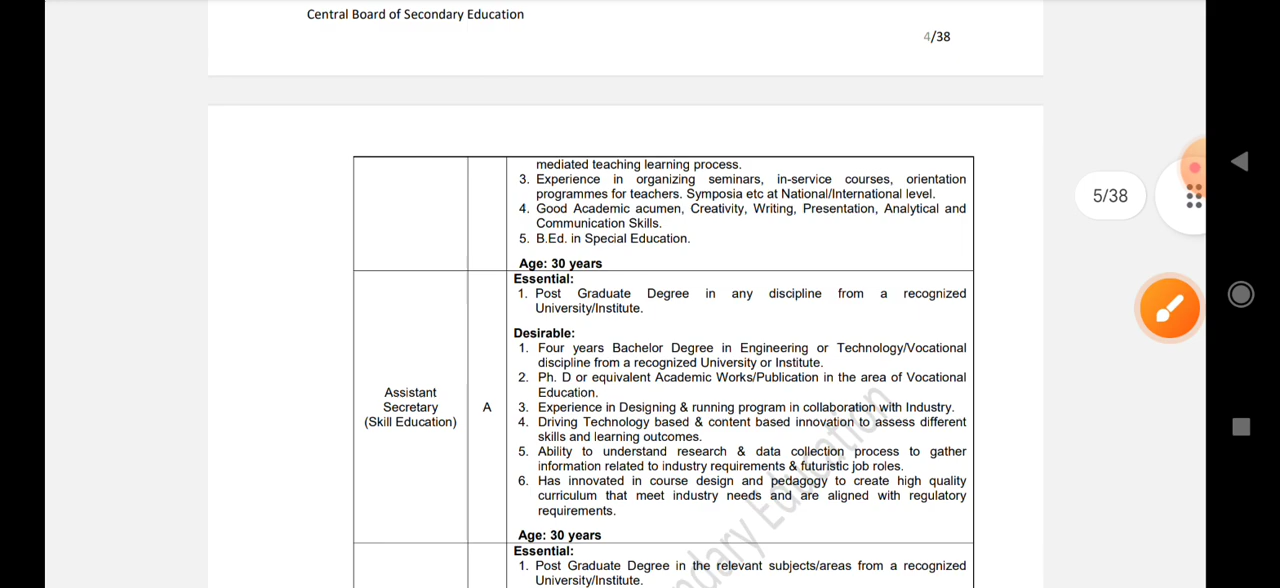 Central Board of Secondary Education
4/38
mediated teaching learning process.
3. Experience in organizing seminars, in-service courses, orientation
programmes for teachers. Symposia etc at National/International level.
4. Good Academic acumen, Creativity, Writing, Presentation, Analytical and
Communication Skills.
5. B.Ed. in Special Education.
Age: 30 years
5/38
Assistant
Secretary
(Skill Education)
A
Essential:
1. Post Graduate Degree in any discipline from a recognized
University/Institute.
Desirable:
1. Four years Bachelor Degree in Engineering or Technology/Vocational
discipline from a recognized University or Institute.
2. Ph. D or equivalent Academic Works/Publication in the area of Vocational
Education.
3. Experience in Designing & running program in collaboration with Industry.
4. Driving Technology based & content based innovation to assess different
skills and learning outcomes.
5. Ability to understand research & data collection process to gather
information related to industry requirements & futuristic job roles.
6. Has innovated in course design and pedagogy to create high quality
curriculum that meet industry needs and are aligned with regulatory
requirements.
Age: 30 years
Essential:
1. Post Graduate Degree in the relevant subjects/areas from a recognized
University/Institute.
ndary Education